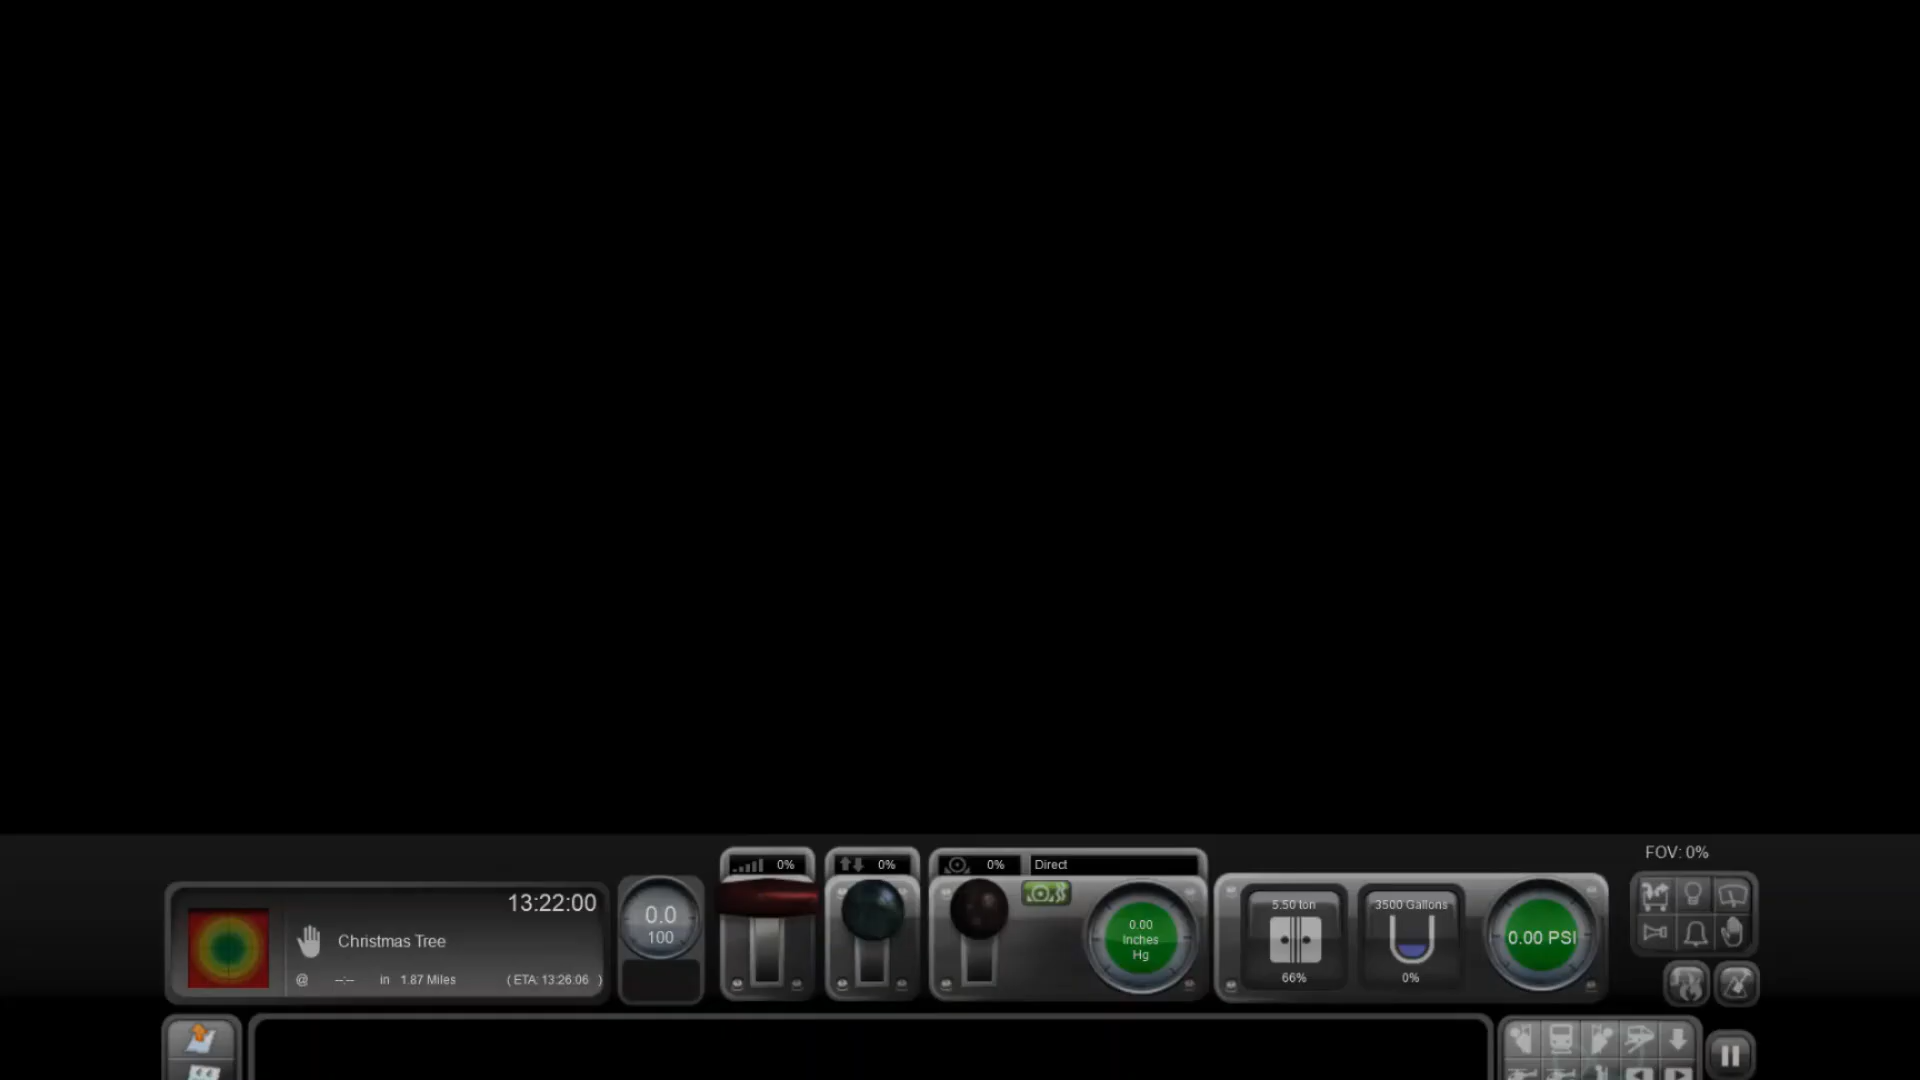 FOV: 0%
0%
0%
0%
Direct
13:22:00
Christmas Tree
@ --:-- in 1.87 Miles ( ETA: 13:26:06 )
0.0
100
0.00
Inches
Hg
5.50 ton
66%
3500 Gallons
0%
0.00 PSI